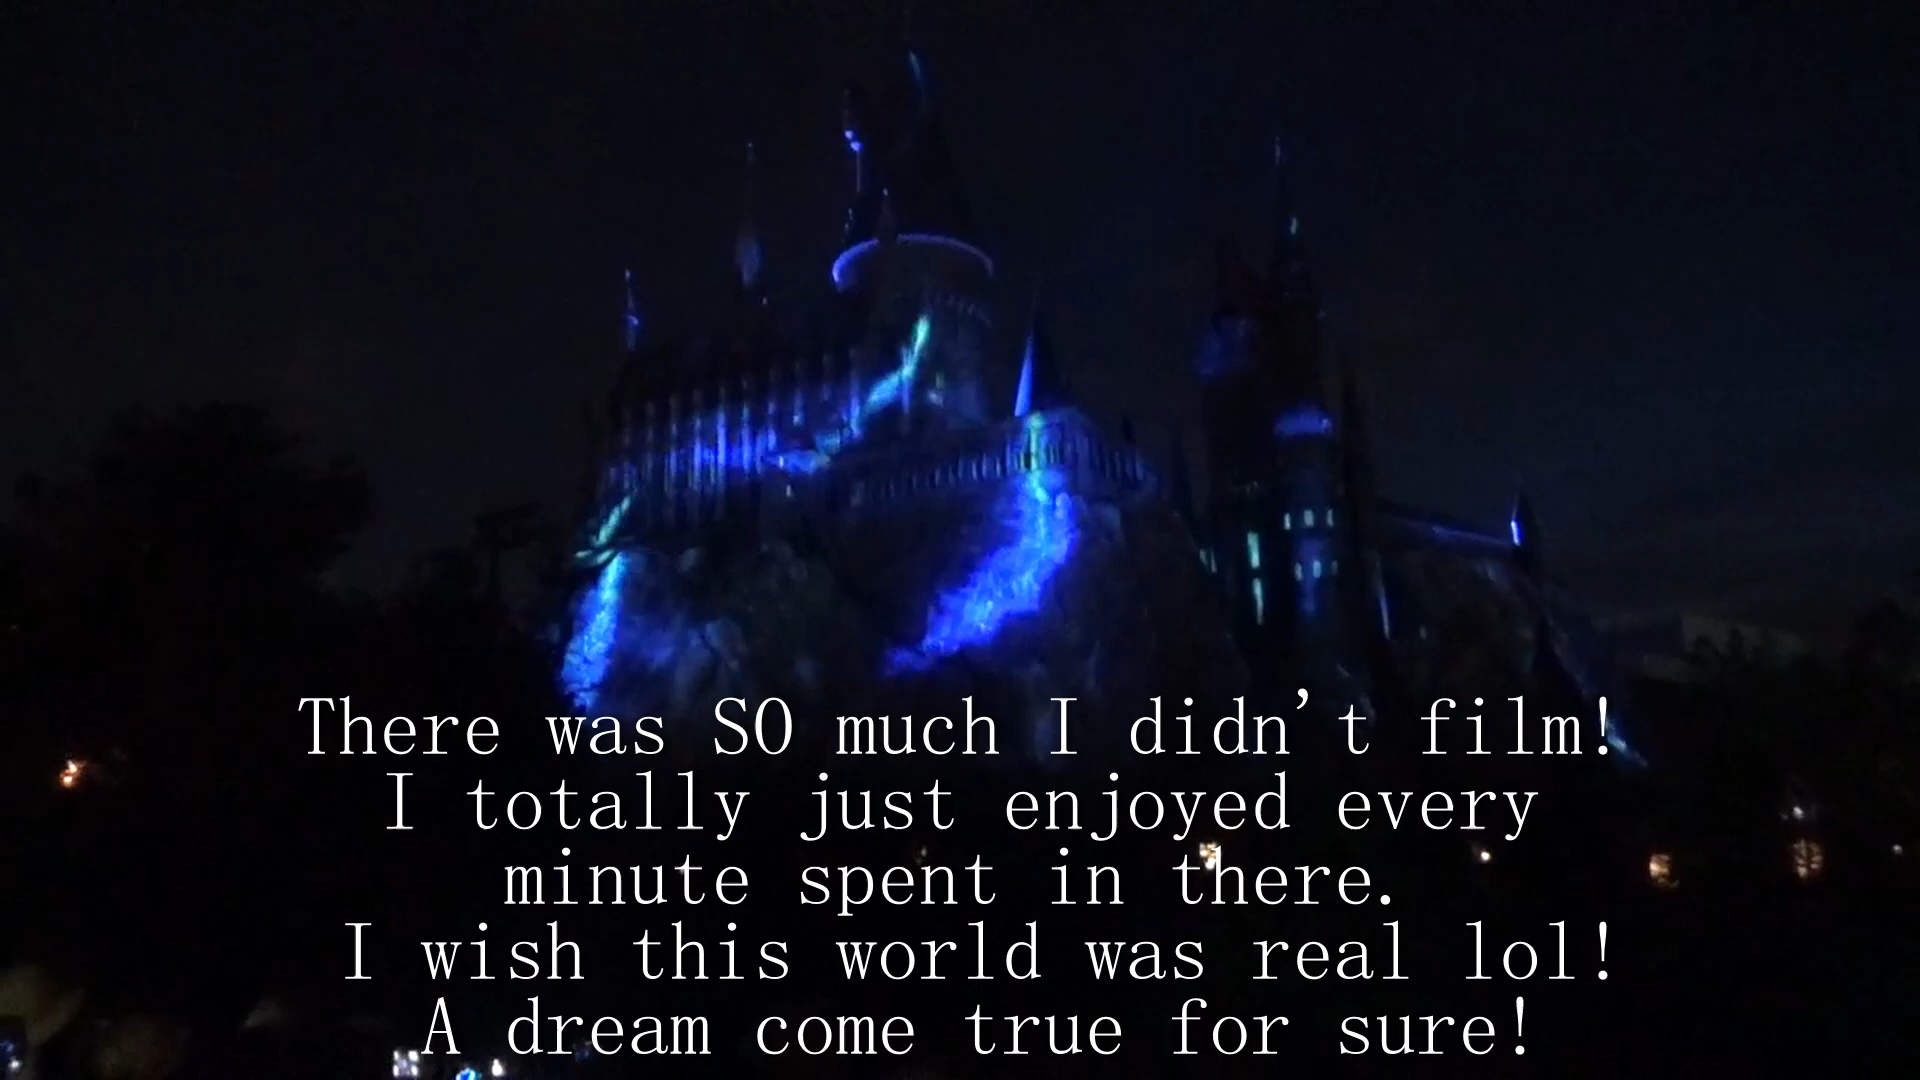 There was SO much I didn't film!
I totally just enjoyed every
minute spent in there.
I wish this world was real lol!
A dream come true for sure!